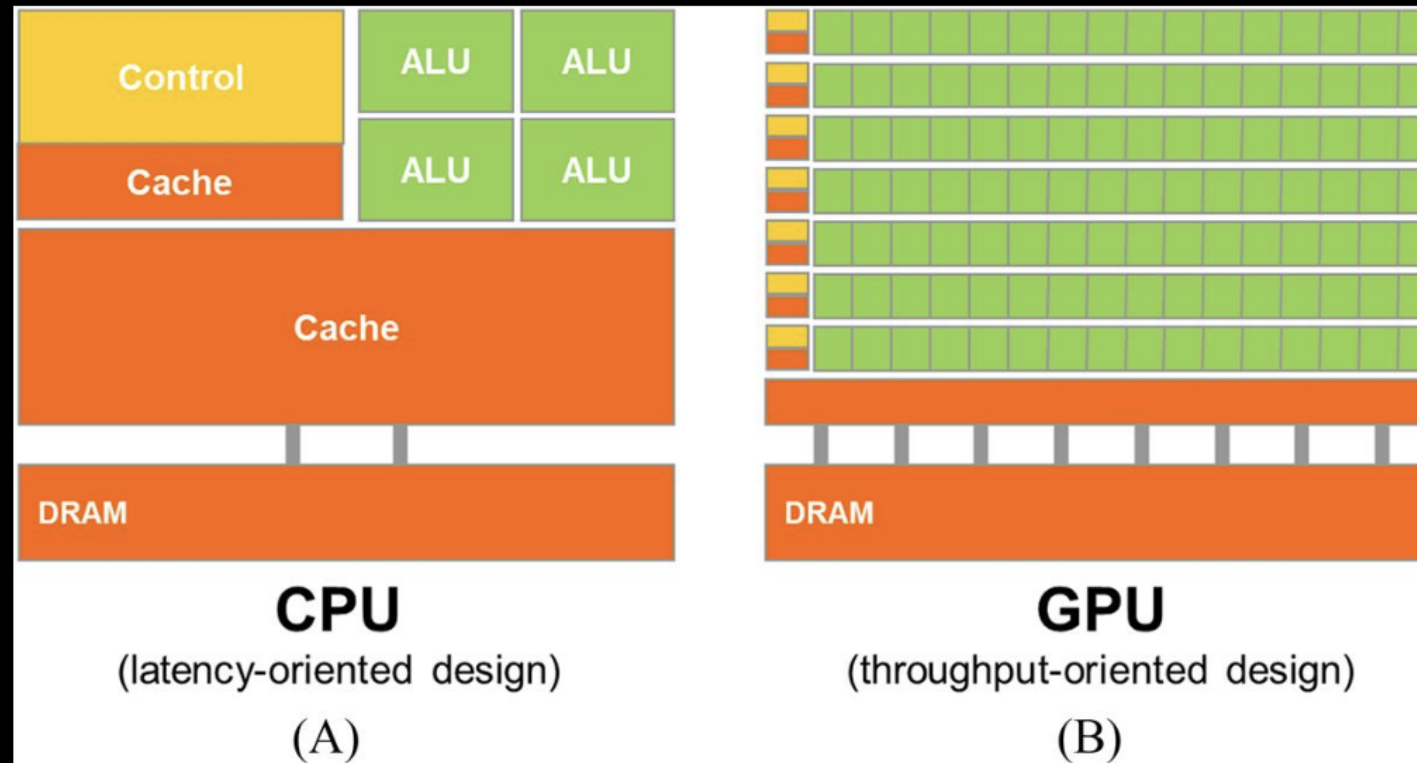 Control
ALU ALU
Cache
ALU ALU
Cache
DRAM
DRAM
CPU
(latency-oriented design)
(A)
GPU
(throughput-oriented design)
(B)